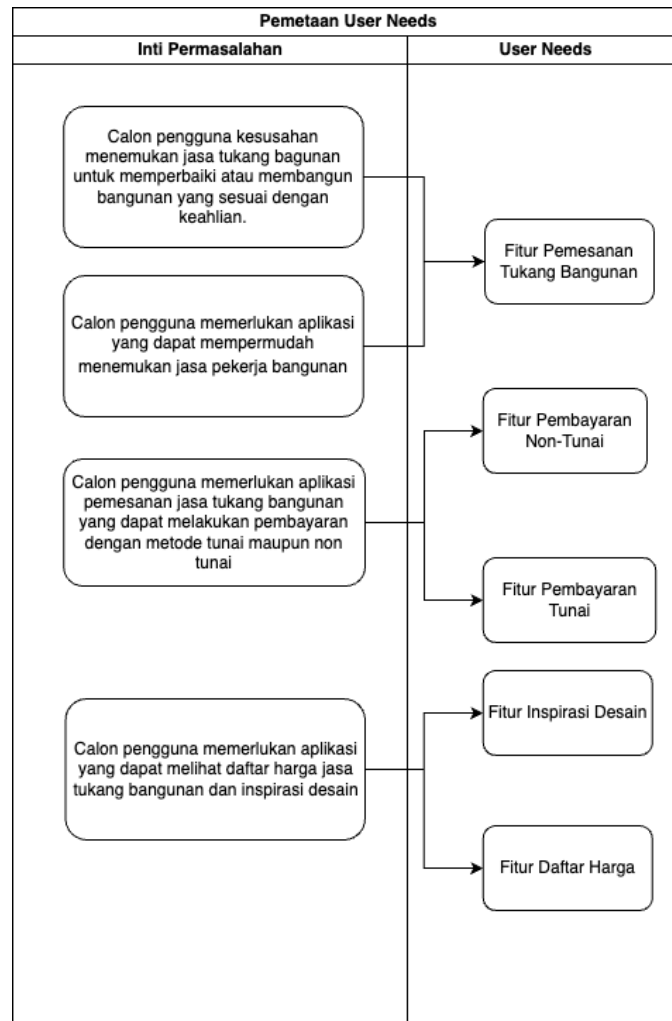 Pemetaan User Needs
Inti Permasalahan
User Needs
Calon pengguna kesusahan
menemukan jasa tukang bagunan
untuk memperbaiki atau membangun
bangunan yang sesuai dengan
keahlian.
Calon pengguna memerlukan aplikasi
yang dapat mempermudah
menemukan jasa pekerja bangunan
Fitur Pemesanan
Tukang Bangunan
Calon pengguna memerlukan aplikasi
pemesanan jasa tukang bangunan
yang dapat melakukan pembayaran
dengan metode tunai maupun non
tunai
Fitur Pembayaran
Non-Tunai
Fitur Pembayaran
Tunai
Calon pengguna memerlukan aplikasi
yang dapat melihat daftar harga jasa
tukang bangunan dan inspirasi desain
Fitur Inspirasi Desain
Fitur Daftar Harga